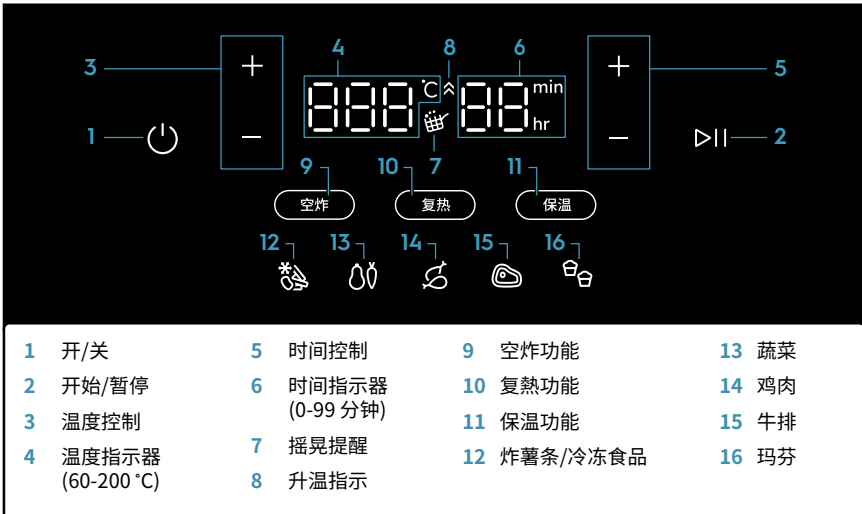 4
8
6
3
+
+
5
888
°C
88
min
hr
1
−
−
2
9
10
7
11
空炸
复热
保温
12
13
14
15
16
1 开/关
2 开始/暂停
3 温度控制
4 温度指示器
(60-200 °C)
5 时间控制
6 时间指示器
(0-99 分钟)
7 摇晃提醒
8 升温指示
9 空炸功能
10 复熱功能
11 保温功能
12 炸薯条/冷冻食品
13 蔬菜
14 鸡肉
15 牛排
16 玛芬